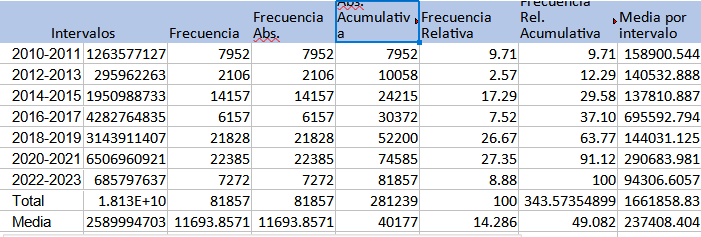 Intervalos Frecuencia Frecuencia Abs. Abs. Acumulativa Frecuencia Relativa Frecuencia Rel. Acumulativa Media por intervalo
2010-2011 1263577127 7952 7952 7952 9.71 9.71 158900.544
2012-2013 295962263 2106 2106 10058 2.57 12.29 140532.888
2014-2015 1950988733 14157 14157 24215 17.29 29.58 137810.887
2016-2017 4282764835 6157 6157 30372 7.52 37.10 695592.794
2018-2019 3143911407 21828 21828 52200 26.67 63.77 144031.125
2020-2021 6506960921 22385 22385 74585 27.35 91.12 290683.981
2022-2023 685797637 7272 7272 81857 8.88 100 94306.6057
Total 1.813E+10 81857 81857 281239 100 343.57354899 1661858.83
Media 2589994703 11693.8571 11693.8571 40177 14.286 49.082 237408.404